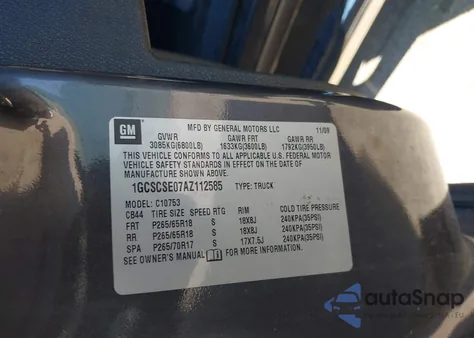 GM
MFD BY GENERAL MOTORS LLC 11/09
GVWR GAWR FRT GAWR RR
3085KG(6800LB) 1633KG(3600LB) 1792KG(3950LB)
THIS VEHICLE CONFORMS TO ALL APPLICABLE U.S. FEDERAL MOTOR
VEHICLE SAFETY STANDARDS IN EFFECT ON THE DATE OF
MANUFACTURE SHOWN ABOVE.
1GCSCSE07AZ112585 TYPE: TRUCK
MODEL: C10753
CB44 TIRE SIZE SPEED RTG RIM COLD TIRE PRESSURE
FRT P265/65R18 S 18X8J 240KPA(35PSI)
RR P265/65R18 S 18X8J 240KPA(35PSI)
SPA P265/70R17 S 17X7.5J 240KPA(35PSI)
SEE OWNER'S MANUAL FOR MORE INFORMATION.
autoSnap